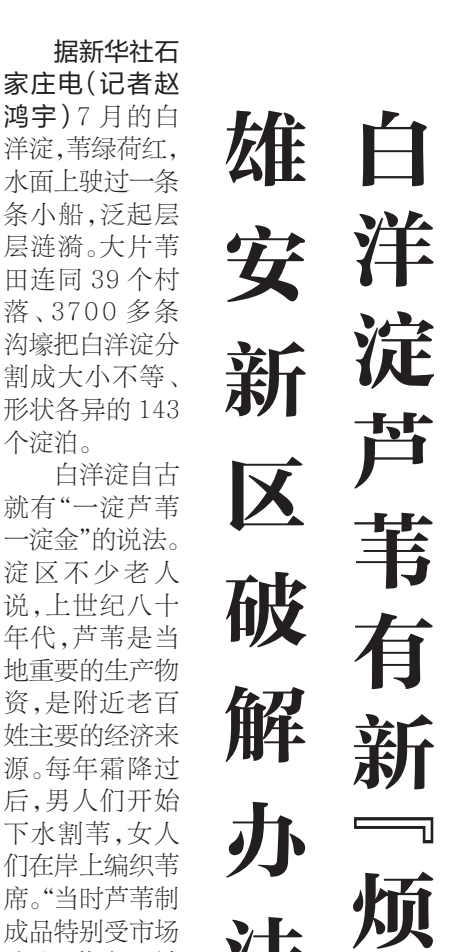 白洋淀芦苇有新『烦
雄安新区破解办法
据新华社石
家庄电(记者赵
鸿宇)7 月的白
洋淀,苇绿荷红,
水面上驶过一条
条小船,泛起层
层涟漪。大片苇
田连同 39 个村
落、3700 多条
沟壕把白洋淀分
割成大小不等、
形状各异的 143
个淀泊。
白洋淀自古
就有“一淀芦苇
一淀金”的说法。
淀区不少老人
说,上世纪八十
年代,芦苇是当
地重要的生产物
资,是附近老百
姓主要的经济来
源。每年霜降过
后,男人们开始
下水割苇,女人
们在岸上编织苇
席。“当时芦苇制
成品特别受市场